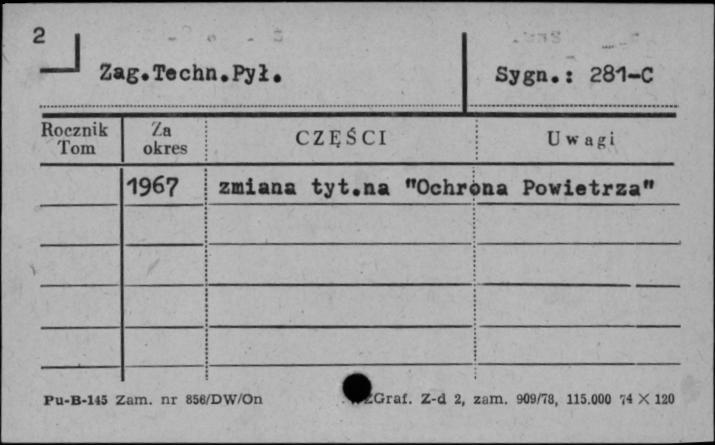 2
Zag.Techn.Pył. Sygn.: 281-C
Rocznik Tom Za okres CZĘŚCI Uwagi
1967 zmiana tyt.na "Ochrona Powietrza"
Pu-B-145 Zam. nr 856/DW/On ZGraf. Z-d 2, zam. 909/78, 115.000 74 X 120